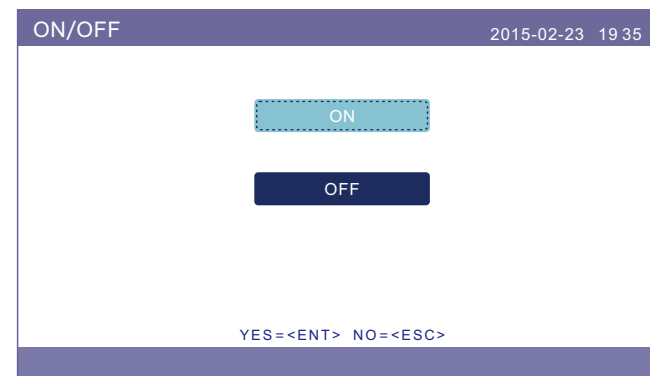 ON/OFF 2015-02-23 19 35
ON
OFF
YES=<ENT> NO=<ESC>